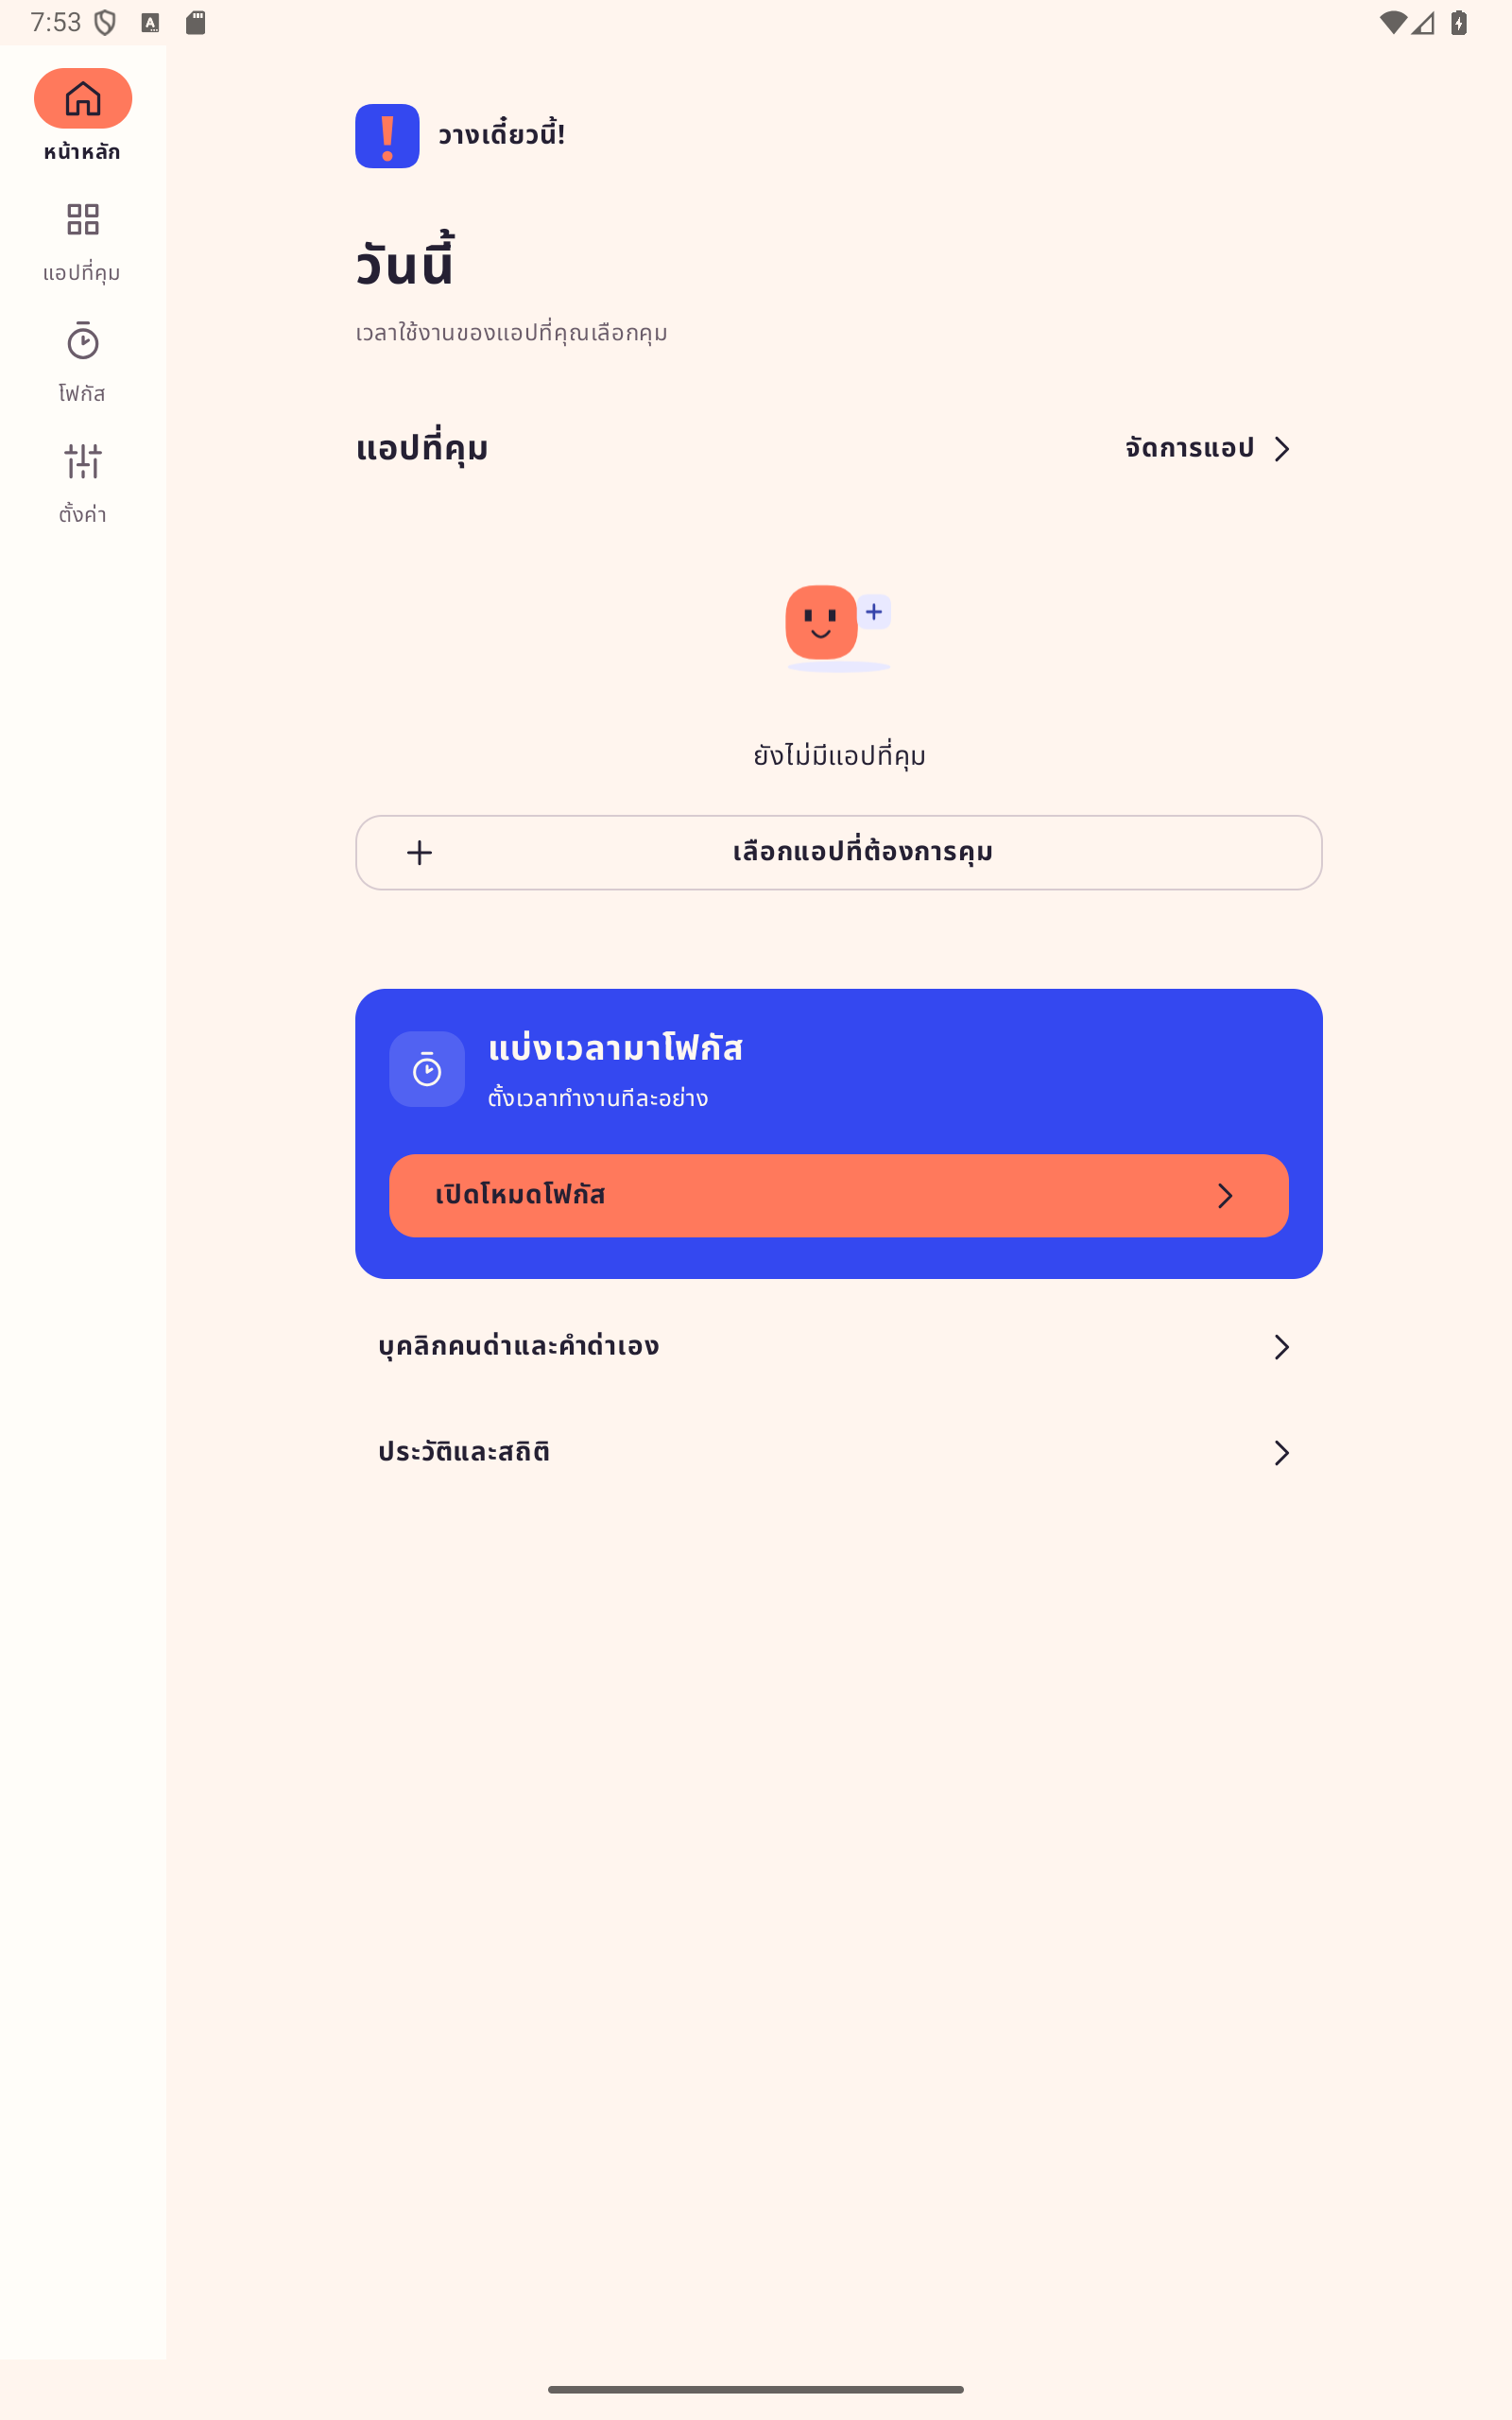 7:53
หน้าหลัก
แอปที่คุม
โฟกัส
ตั้งค่า
วางเดี๋ยวนี้!
วันนี้
เวลาใช้งานของแอปที่คุณเลือกคุม
แอปที่คุม
จัดการแอป
ยังไม่มีแอปที่คุม
เลือกแอปที่ต้องการคุม
แบ่งเวลามาโฟกัส
ตั้งเวลาทำงานทีละอย่าง
เปิดโหมดโฟกัส
บุคลิกคนด่าและคำด่าเอง
ประวัติและสถิติ